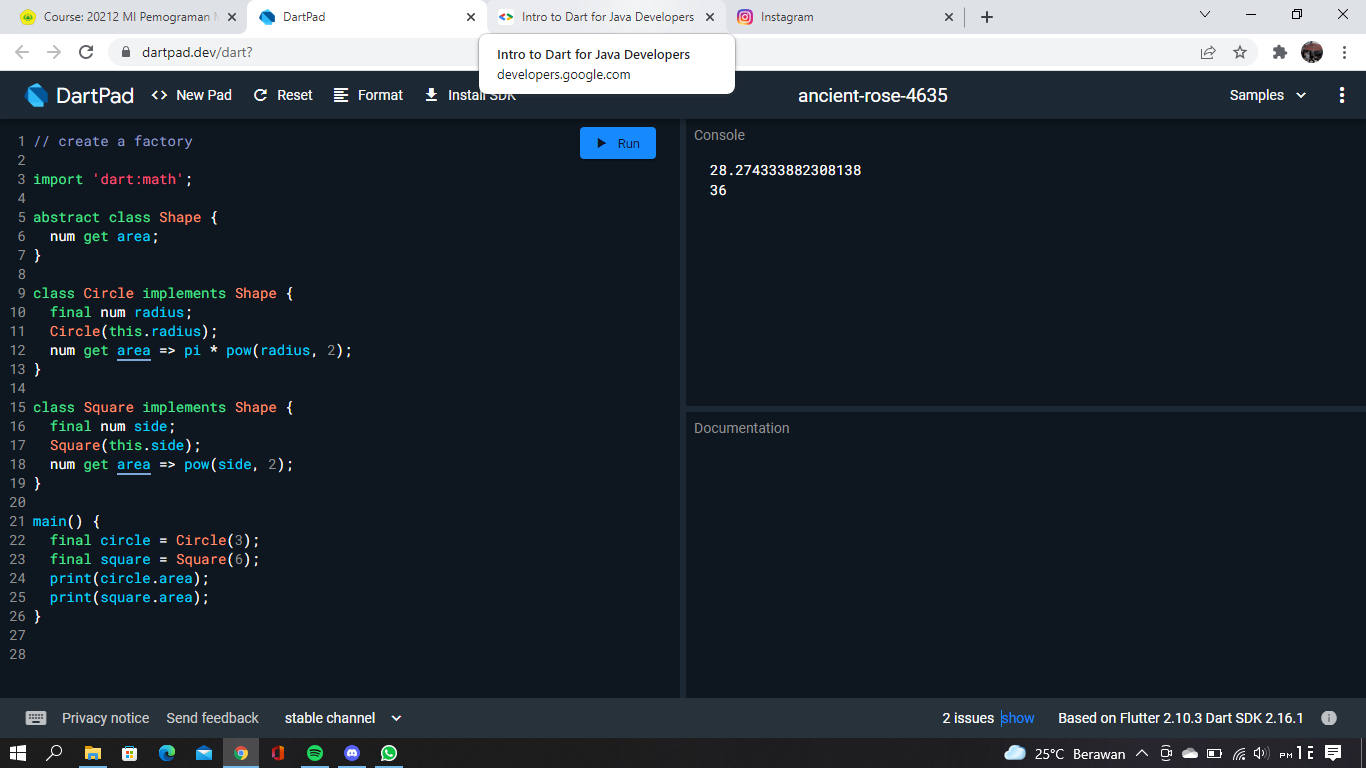 Course: 20212 MI Pemograman
DartPad
Intro to Dart for Java Developers
Instagram
dartpad.dev/dart?
Intro to Dart for Java Developers
developers.google.com
DartPad
<> New Pad
Reset
Format
Install SDK
ancient-rose-4635
Samples
1 // create a factory
2
3 import 'dart:math';
4
5 abstract class Shape {
6   num get area;
7 }
8
9 class Circle implements Shape {
10   final num radius;
11   Circle(this.radius);
12   num get area => pi * pow(radius, 2);
13 }
14
15 class Square implements Shape {
16   final num side;
17   Square(this.side);
18   num get area => pow(side, 2);
19 }
20
21 main() {
22   final circle = Circle(3);
23   final square = Square(6);
24   print(circle.area);
25   print(square.area);
26 }
27
28
Run
Console
28.274333882308138
36
Documentation
Privacy notice
Send feedback
stable channel
2 issues show
Based on Flutter 2.10.3 Dart SDK 2.16.1
25°C Berawan